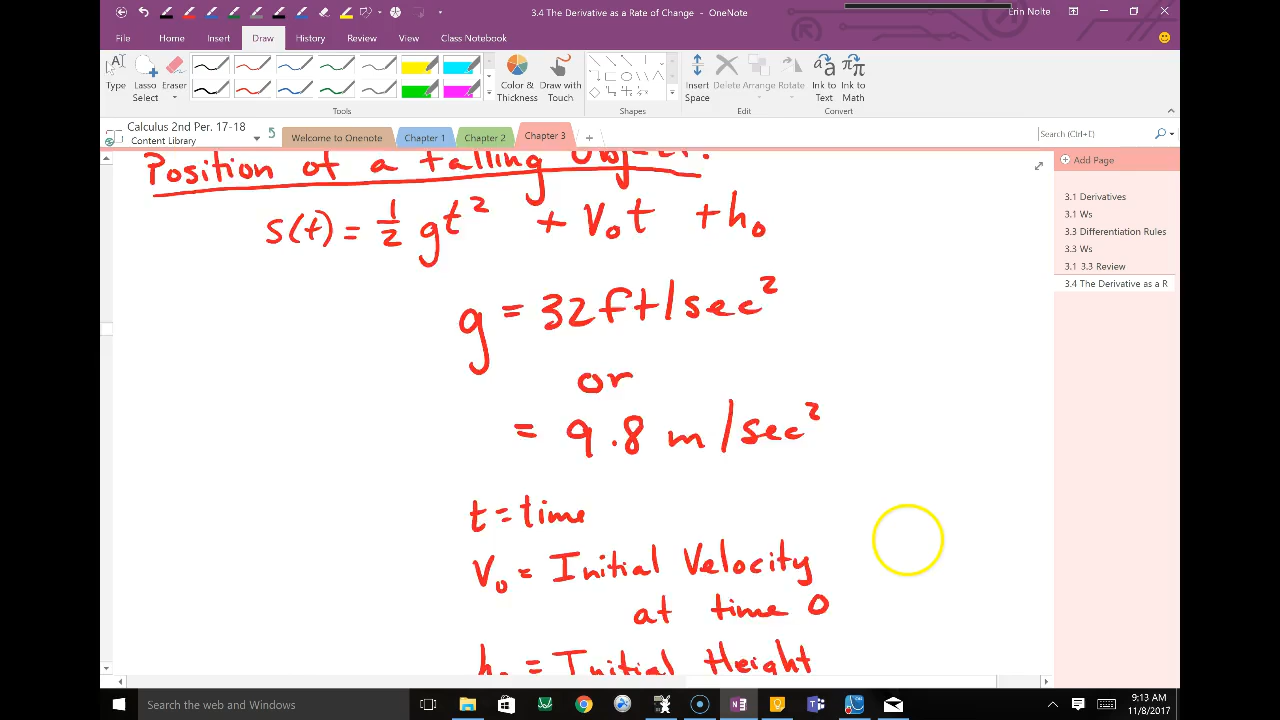 3.4 The Derivative as a Rate of Change - OneNote
Erin Nolte
File Home Insert Draw History Review View Class Notebook
Type
Lasso Select
Eraser
Color & Thickness
Draw with Touch
Insert Space
Delete
Arrange
Rotate
Ink to Text
Ink to Math
Tools
Shapes
Edit
Convert
Calculus 2nd Per. 17-18
Content Library
Welcome to Onenote Chapter 1 Chapter 2 Chapter 3
Search (Ctrl+E)
Add Page
3.1 Derivatives
3.1 Ws
3.3 Differentiation Rules
3.3 Ws
3.1 3.3 Review
3.4 The Derivative as a R
Position of a falling Object:
s(t) = 1/2 gt² + v₀t + h₀
g = 32ft/sec²
or
= 9.8 m/sec²
t = time
v₀ = Initial Velocity
at time 0
h₀ = Initial Height
Search the web and Windows
9:13 AM
11/8/2017